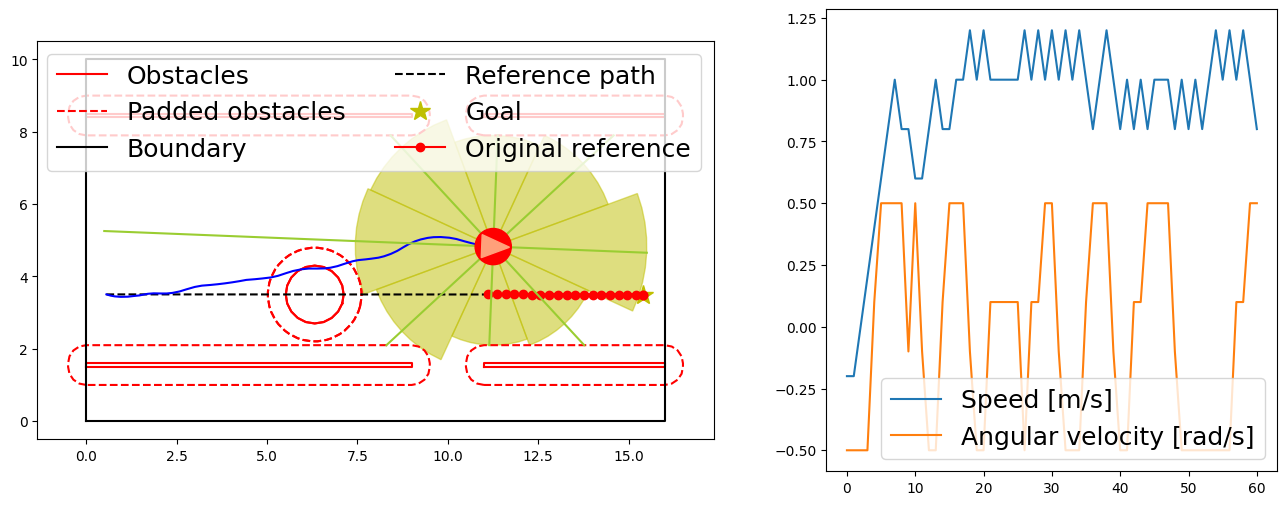 Obstacles
Padded obstacles
Boundary
Reference path
Goal
Original reference
10
8
6
4
2
0
0.0 2.5 5.0 7.5 10.0 12.5 15.0
1.25
1.00
0.75
0.50
0.25
0.00
−0.25
−0.50
Speed [m/s]
Angular velocity [rad/s]
0 10 20 30 40 50 60